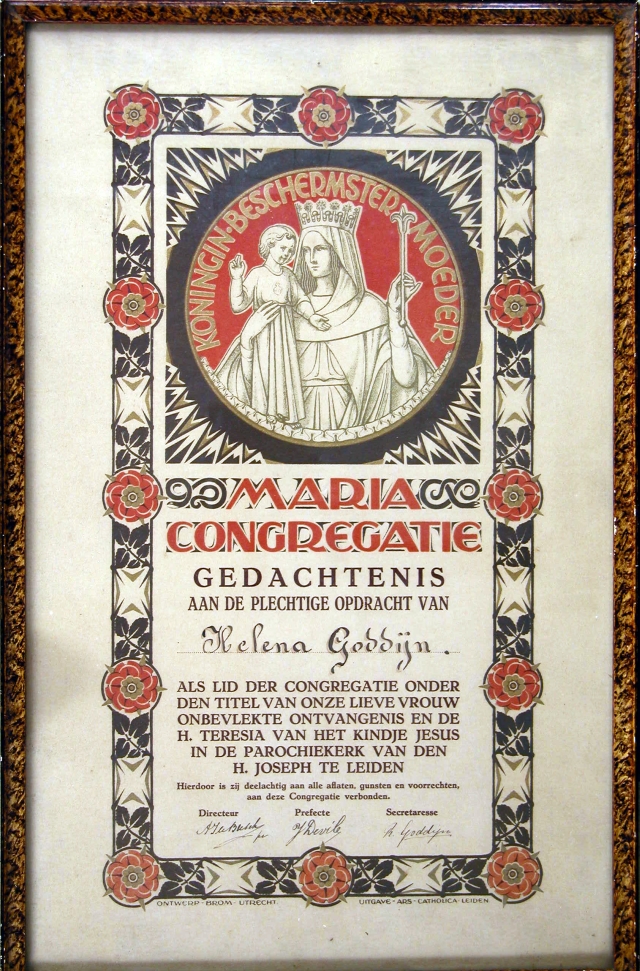 KONINGIN·BESCHERMSTER·MOEDER
MARIA
CONGREGATIE
GEDACHTENIS
AAN DE PLECHTIGE OPDRACHT VAN
Helena Goddijn.
ALS LID DER CONGREGATIE ONDER
DEN TITEL VAN ONZE LIEVE VROUW
ONBEVLEKTE ONTVANGENIS EN DE
H. TERESIA VAN HET KINDJE JESUS
IN DE PAROCHIEKERK VAN DEN
H. JOSEPH TE LEIDEN
Hierdoor is zij deelachtig aan alle aflaten, gunsten en voorrechten,
aan deze Congregatie verbonden.
Directeur Prefecte Secretaresse
Devilé Goddijn
ONTWERP-BROM-UTRECHT. UITGAVE-ARS-CATHOLICA-LEIDEN